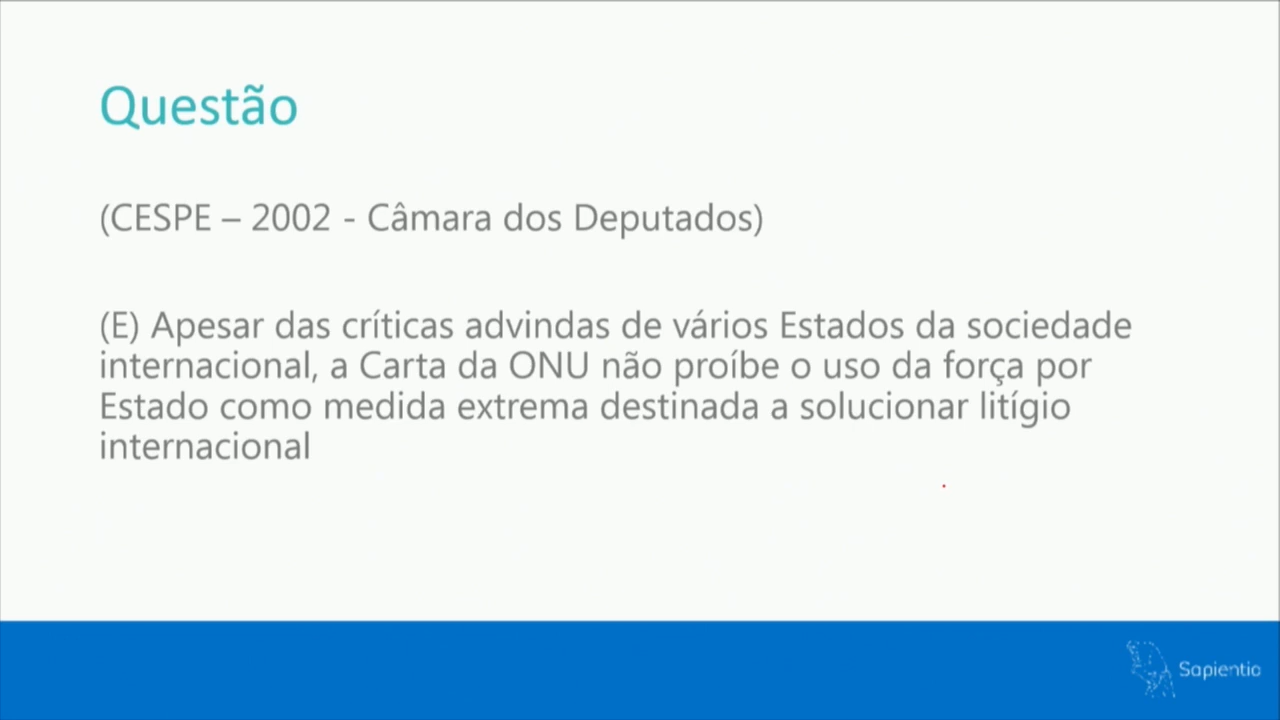 Questão
(CESPE – 2002 - Câmara dos Deputados)
(E) Apesar das críticas advindas de vários Estados da sociedade
internacional, a Carta da ONU não proíbe o uso da força por
Estado como medida extrema destinada a solucionar litígio
internacional
Sapientia